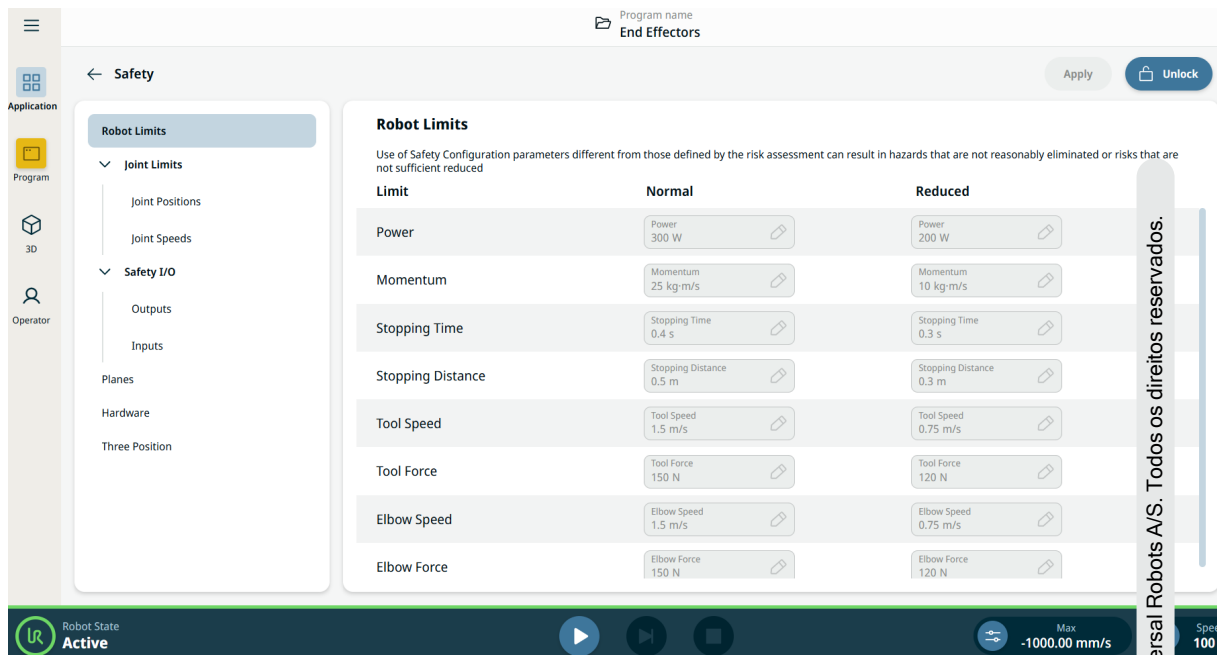 Program name
End Effectors
Application
Program
3D
Operator
Safety
Apply
Unlock
Robot Limits
Joint Limits
Joint Positions
Joint Speeds
Safety I/O
Outputs
Inputs
Planes
Hardware
Three Position
Robot Limits
Use of Safety Configuration parameters different from those defined by the risk assessment can result in hazards that are not reasonably eliminated or risks that are
not sufficient reduced
Limit Normal Reduced
Power
Power
300 W
Power
200 W
Momentum
Momentum
25 kg·m/s
Momentum
10 kg·m/s
Stopping Time
Stopping Time
0.4 s
Stopping Time
0.3 s
Stopping Distance
Stopping Distance
0.5 m
Stopping Distance
0.3 m
Tool Speed
Tool Speed
1.5 m/s
Tool Speed
0.75 m/s
Tool Force
Tool Force
150 N
Tool Force
120 N
Elbow Speed
Elbow Speed
1.5 m/s
Elbow Speed
0.75 m/s
Elbow Force
Elbow Force
150 N
Elbow Force
120 N
Robots A/S. Todos os direitos reservados.
UR
Robot State
Active
Max
-1000.00 mm/s
100